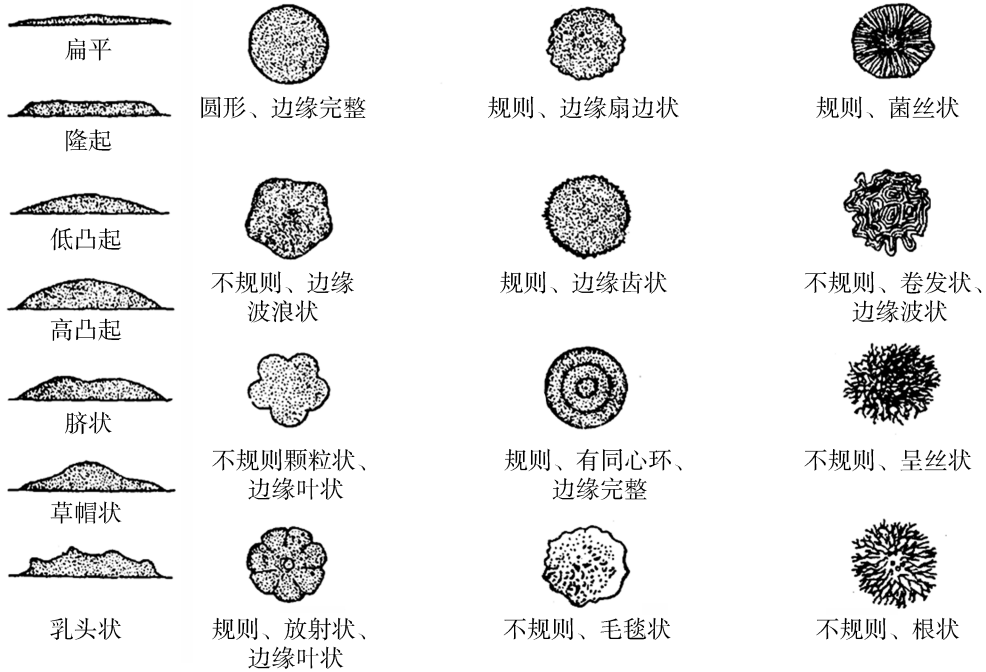 扁平
隆起
低凸起
高凸起
脐状
草帽状
乳头状
圆形、边缘完整
规则、边缘扇边状
规则、菌丝状
不规则、边缘
波浪状
规则、边缘齿状
不规则、卷发状、
边缘波状
不规则颗粒状、
边缘叶状
规则、有同心环、
边缘完整
不规则、呈丝状
规则、放射状、
边缘叶状
不规则、毛毯状
不规则、根状